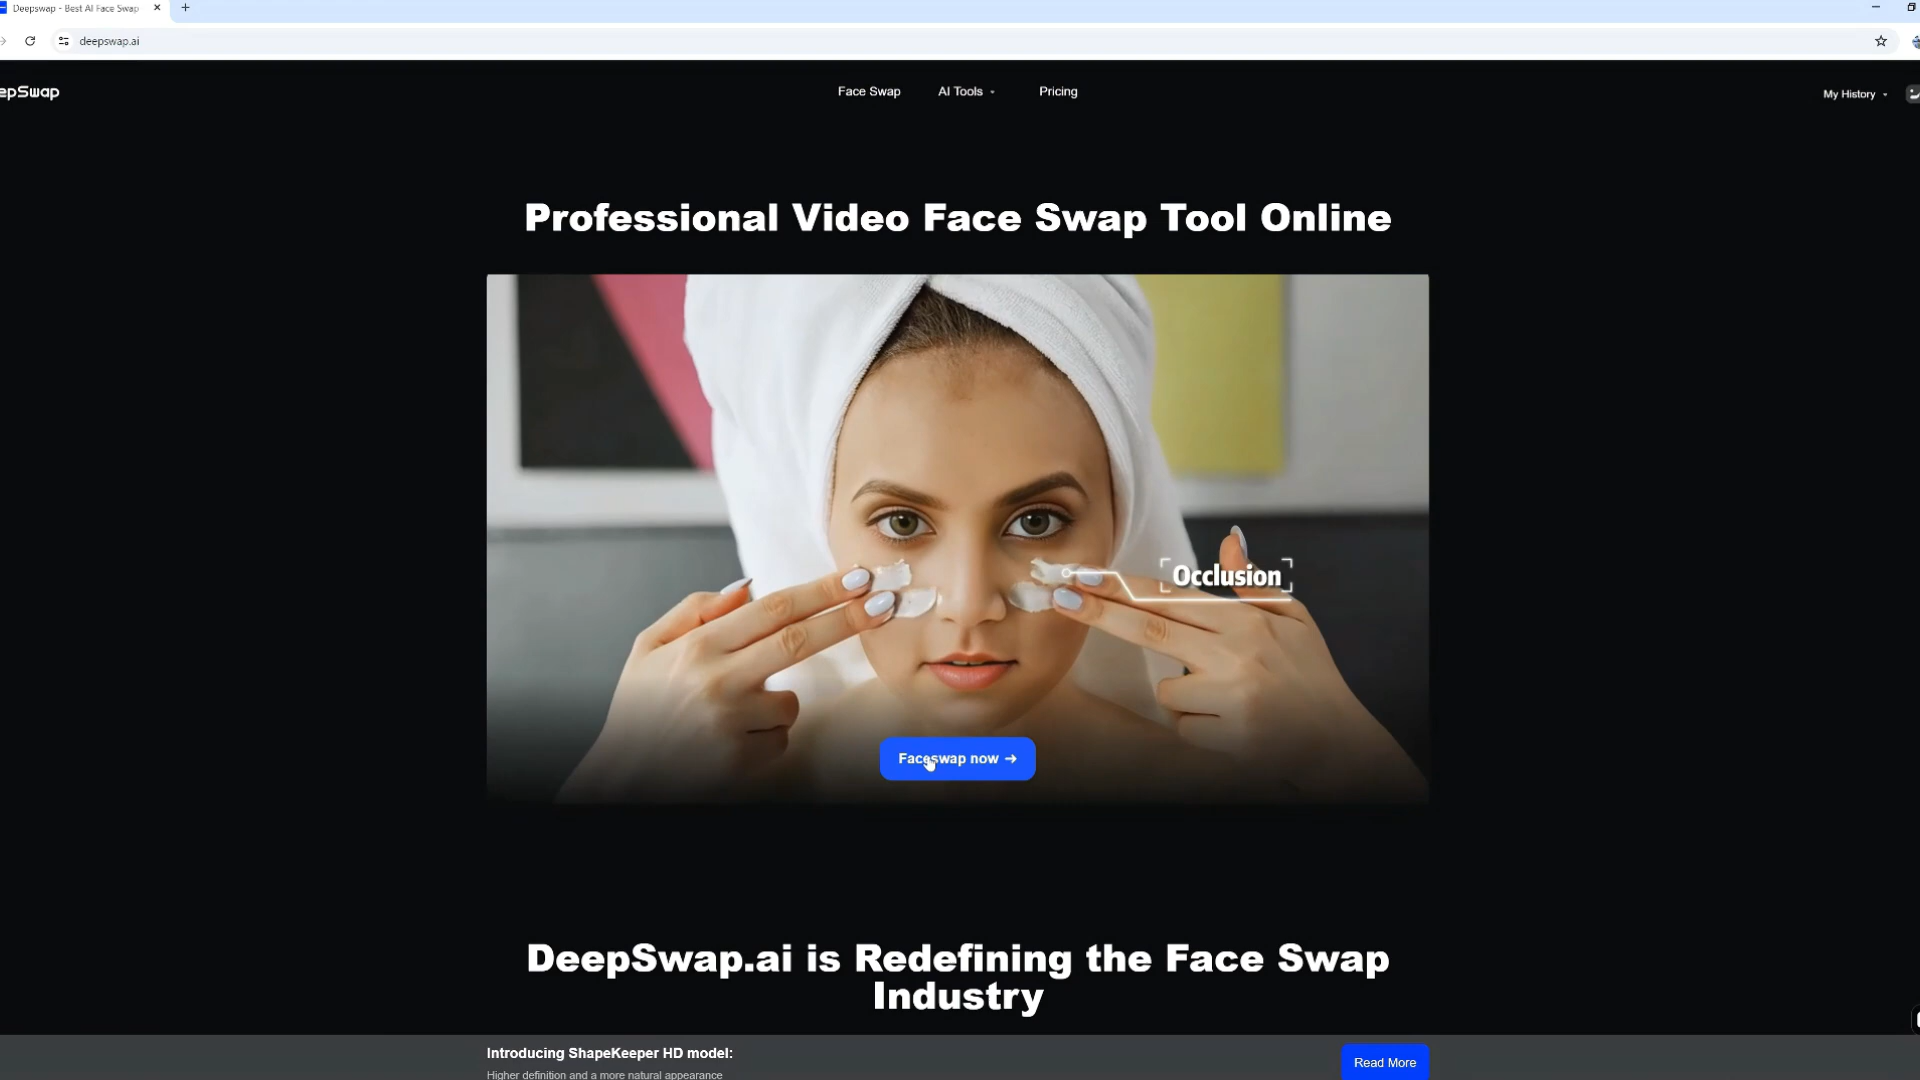 Deepswap - Best AI Face Swap
deepswap.ai
epSwap
Face Swap AI Tools Pricing
My History
Professional Video Face Swap Tool Online
Occlusion
Faceswap now →
DeepSwap.ai is Redefining the Face Swap
Industry
Introducing ShapeKeeper HD model:
Higher definition and a more natural appearance
Read More